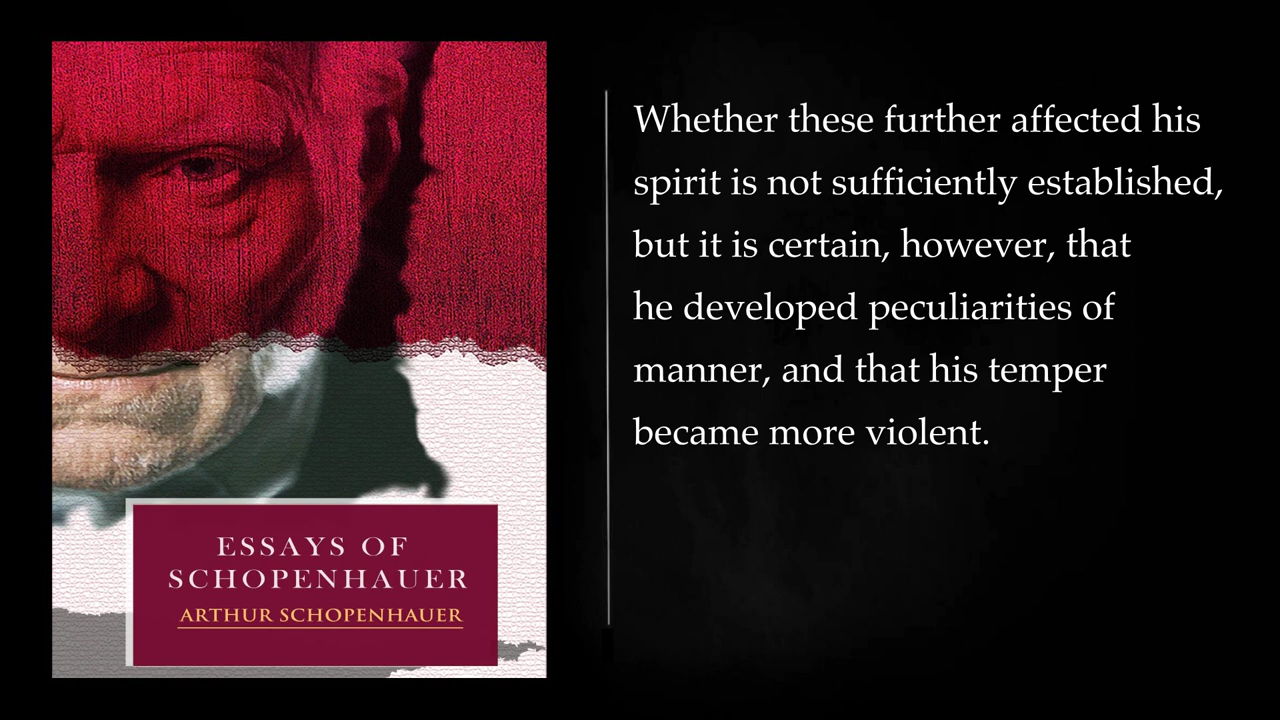 ESSAYS OF
SCHOPENHAUER
ARTHUR SCHOPENHAUER
Whether these further affected his
spirit is not sufficiently established,
but it is certain, however, that
he developed peculiarities of
manner, and that his temper
became more violent.